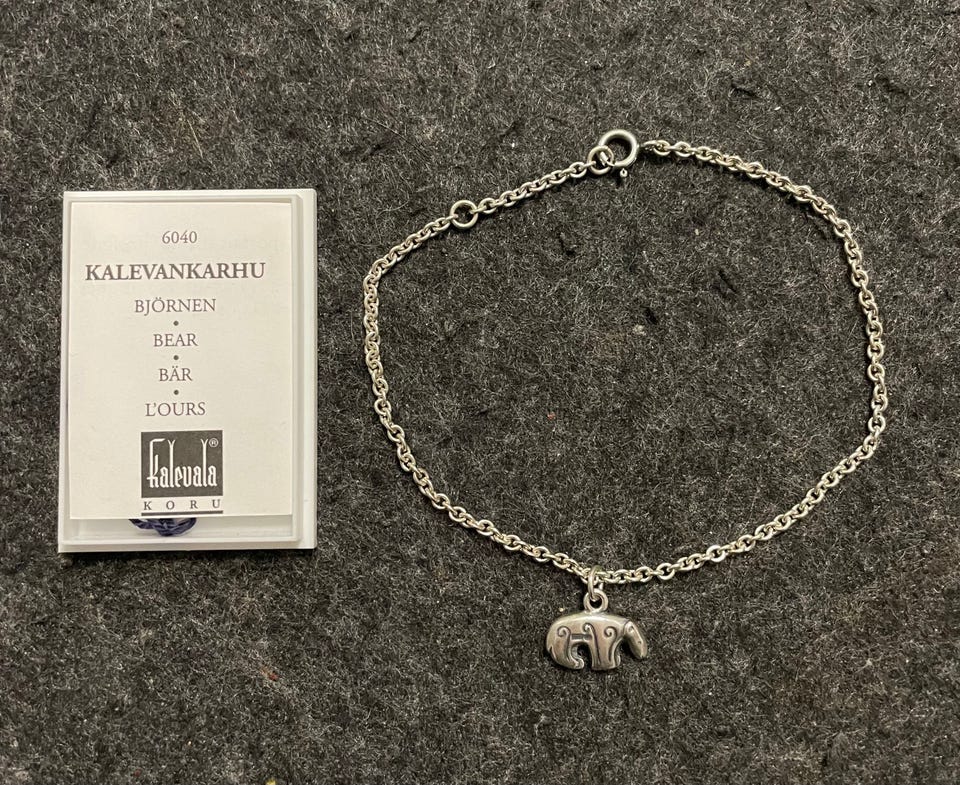 6040
KALEVANKARHU
BJÖRNEN
•
BEAR
•
BÄR
•
L'OURS
Kalevala®
KORU